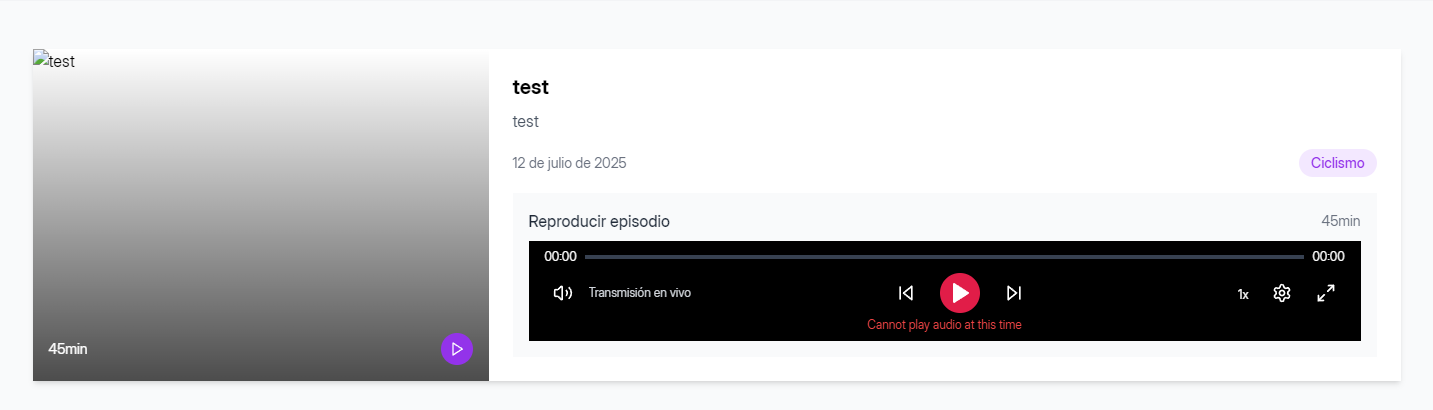 test
45min
test
test
12 de julio de 2025
Ciclismo
Reproducir episodio
45min
00:00
00:00
Transmisión en vivo
1x
Cannot play audio at this time